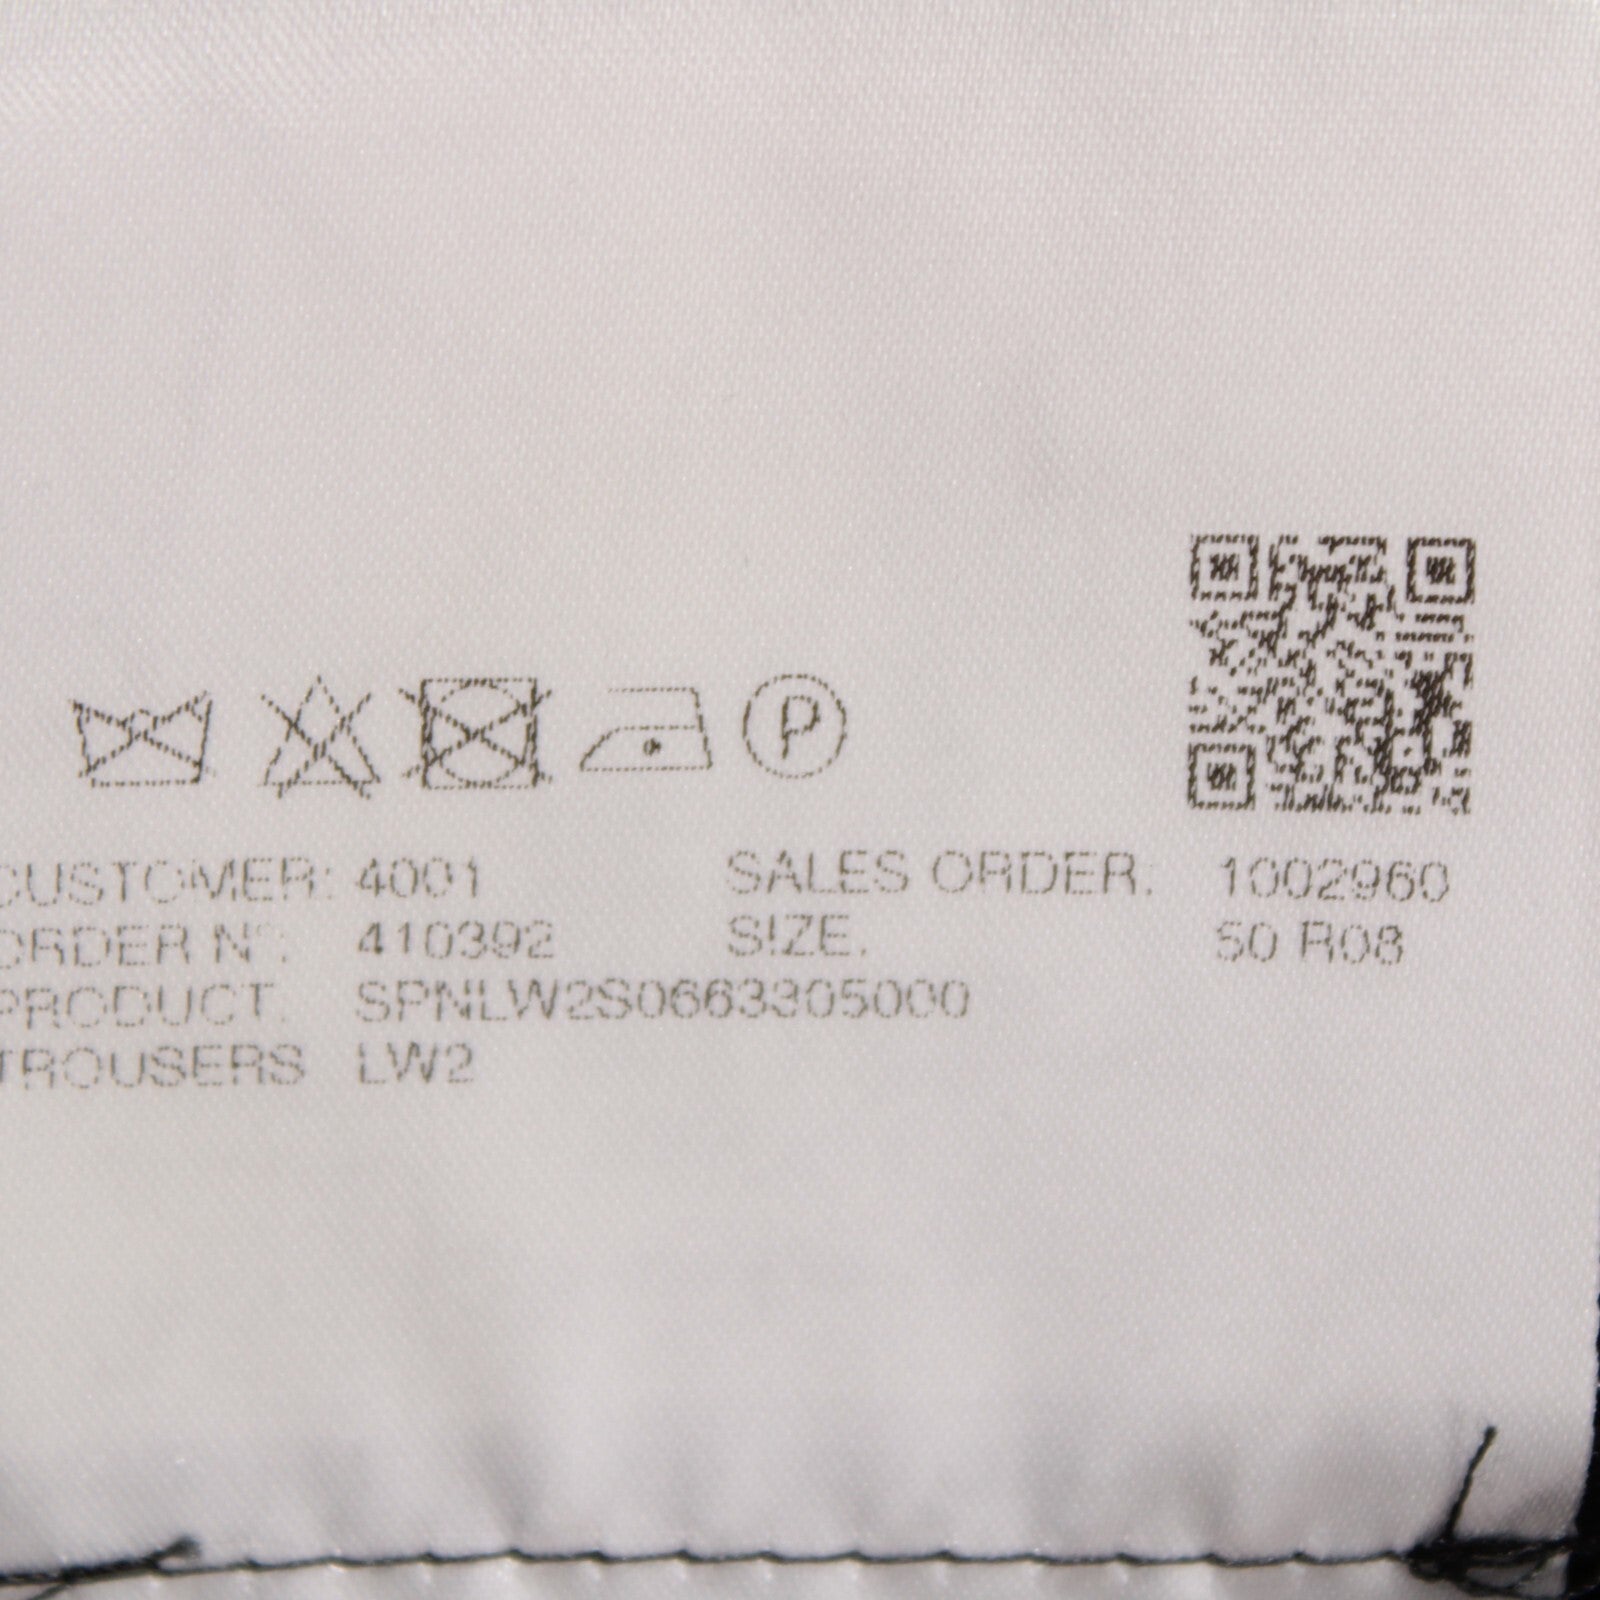 CUSTOMER: 4001 SALES ORDER: 1002960
ORDER N°: 410392 SIZE: 50 R08
PRODUCT: SPNLW2S0663305000
TROUSERS LW2